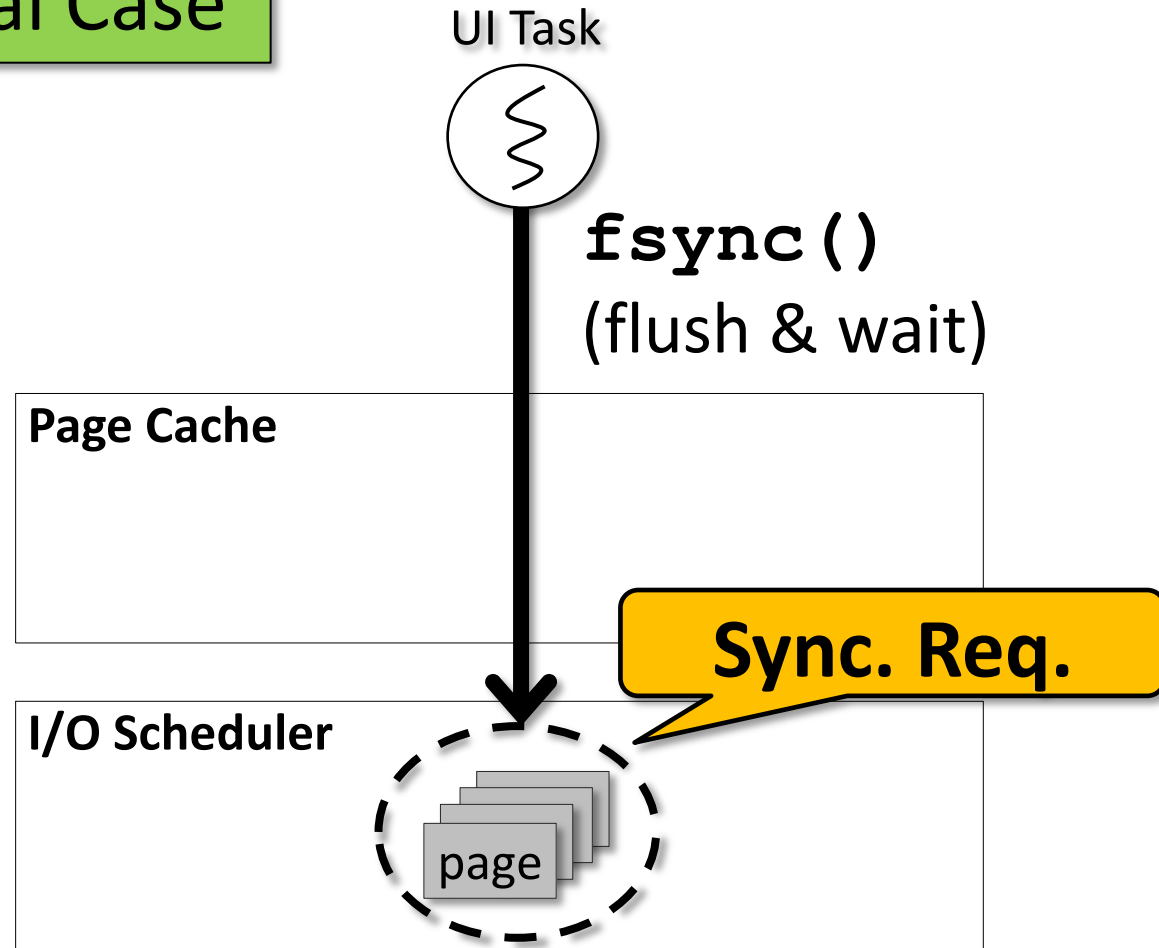 al Case
UI Task
fsync()
(flush & wait)
Page Cache
Sync. Req.
I/O Scheduler
page